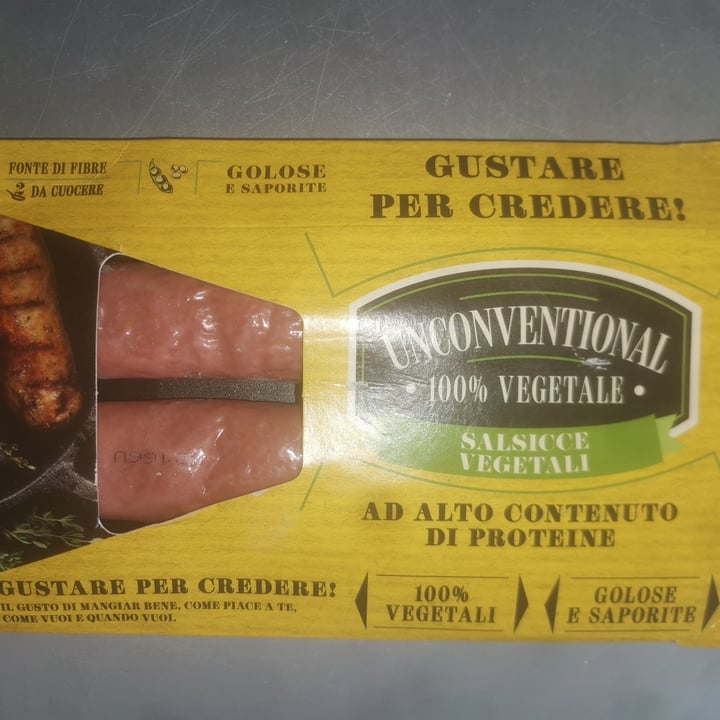 FONTE DI FIBRE
2 DA CUOCERE
GOLOSE
E SAPORITE
GUSTARE
PER CREDERE!
UNCONVENTIONAL
• 100% VEGETALE •
SALSICCE
VEGETALI
AD ALTO CONTENUTO
DI PROTEINE
GUSTARE PER CREDERE!
IL GUSTO DI MANGIAR BENE, COME PIACE A TE,
COME VUOI E QUANDO VUOI.
100%
VEGETALI
GOLOSE
E SAPORITE